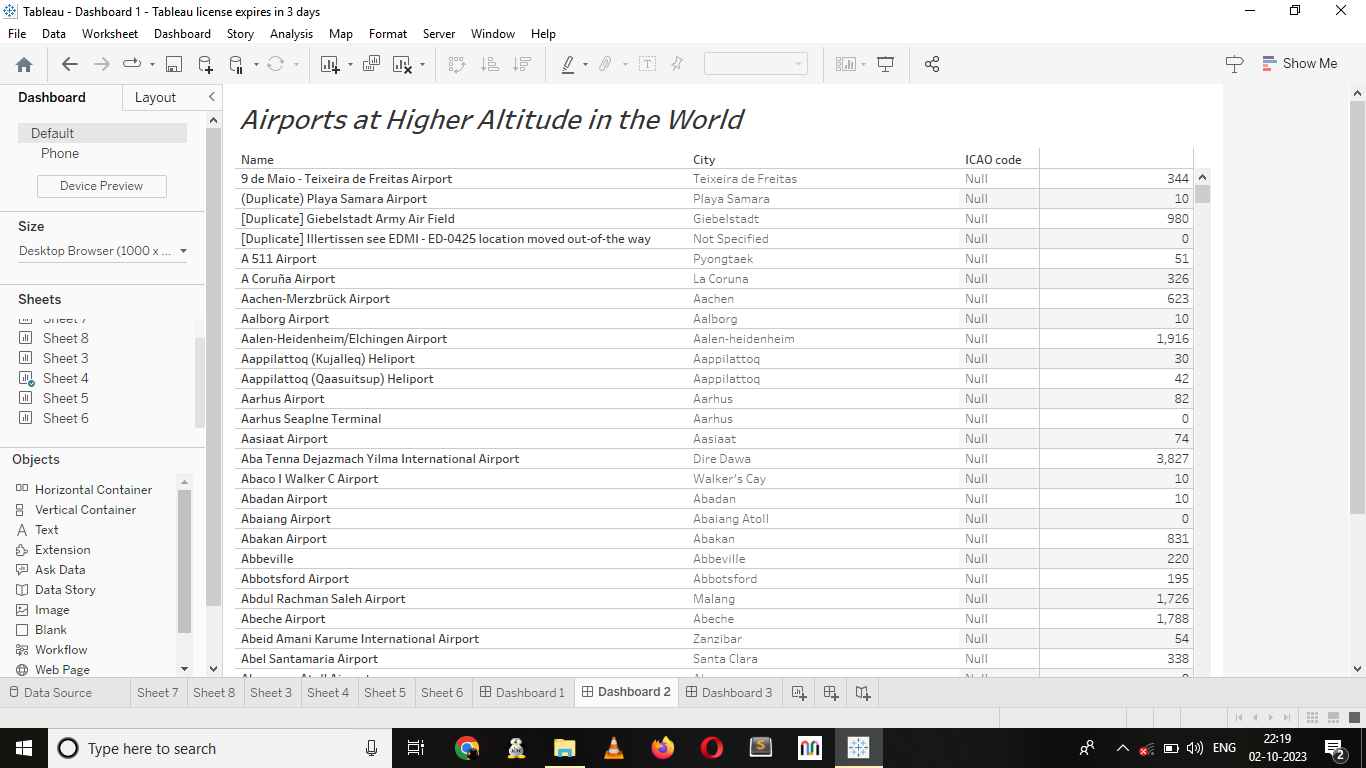 Tableau - Dashboard 1 - Tableau license expires in 3 days
File Data Worksheet Dashboard Story Analysis Map Format Server Window Help
Show Me
Dashboard Layout
Default
Phone
Device Preview
Size
Desktop Browser (1000 x ...
Sheets
Sheet 7
Sheet 8
Sheet 3
Sheet 4
Sheet 5
Sheet 6
Objects
Horizontal Container
Vertical Container
Text
Extension
Ask Data
Data Story
Image
Blank
Workflow
Web Page
Airports at Higher Altitude in the World
Name City ICAO code
9 de Maio - Teixeira de Freitas Airport Teixeira de Freitas Null 344
(Duplicate) Playa Samara Airport Playa Samara Null 10
[Duplicate] Giebelstadt Army Air Field Giebelstadt Null 980
[Duplicate] Illertissen see EDMI - ED-0425 location moved out-of-the way Not Specified Null 0
A 511 Airport Pyongtaek Null 51
A Coruña Airport La Coruna Null 326
Aachen-Merzbrück Airport Aachen Null 623
Aalborg Airport Aalborg Null 10
Aalen-Heidenheim/Elchingen Airport Aalen-heidenheim Null 1,916
Aappilattoq (Kujalleq) Heliport Aappilattoq Null 30
Aappilattoq (Qaasuitsup) Heliport Aappilattoq Null 42
Aarhus Airport Aarhus Null 82
Aarhus Seaplne Terminal Aarhus Null 0
Aasiaat Airport Aasiaat Null 74
Aba Tenna Dejazmach Yilma International Airport Dire Dawa Null 3,827
Abaco I Walker C Airport Walker's Cay Null 10
Abadan Airport Abadan Null 10
Abaiang Airport Abaiang Atoll Null 0
Abakan Airport Abakan Null 831
Abbeville Abbeville Null 220
Abbotsford Airport Abbotsford Null 195
Abdul Rachman Saleh Airport Malang Null 1,726
Abeche Airport Abeche Null 1,788
Abeid Amani Karume International Airport Zanzibar Null 54
Abel Santamaria Airport Santa Clara Null 338
Data Source Sheet 7 Sheet 8 Sheet 3 Sheet 4 Sheet 5 Sheet 6 Dashboard 1 Dashboard 2 Dashboard 3
Type here to search
ENG
22:19
02-10-2023
2